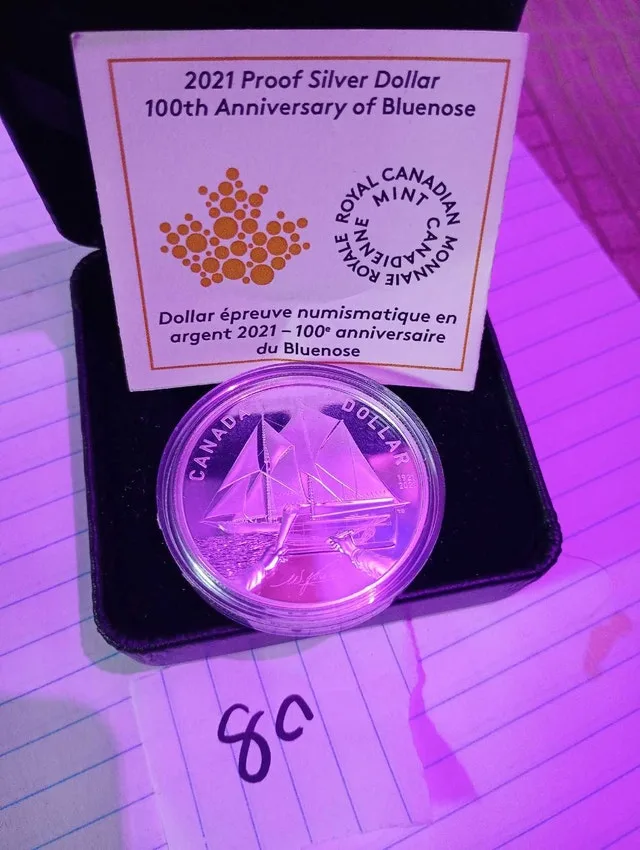 2021 Proof Silver Dollar
100th Anniversary of Bluenose
ROYAL CANADIAN MINT
MONNAIE ROYALE CANADIENNE
Dollar épreuve numismatique en
argent 2021 – 100e anniversaire
du Bluenose
CANADA DOLLAR
80